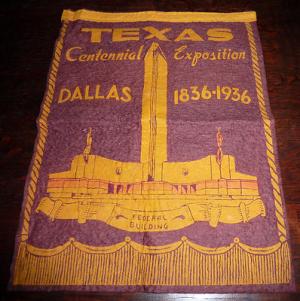 TEXAS
Centennial Exposition
DALLAS 1836-1936
FEDERAL
BUILDING